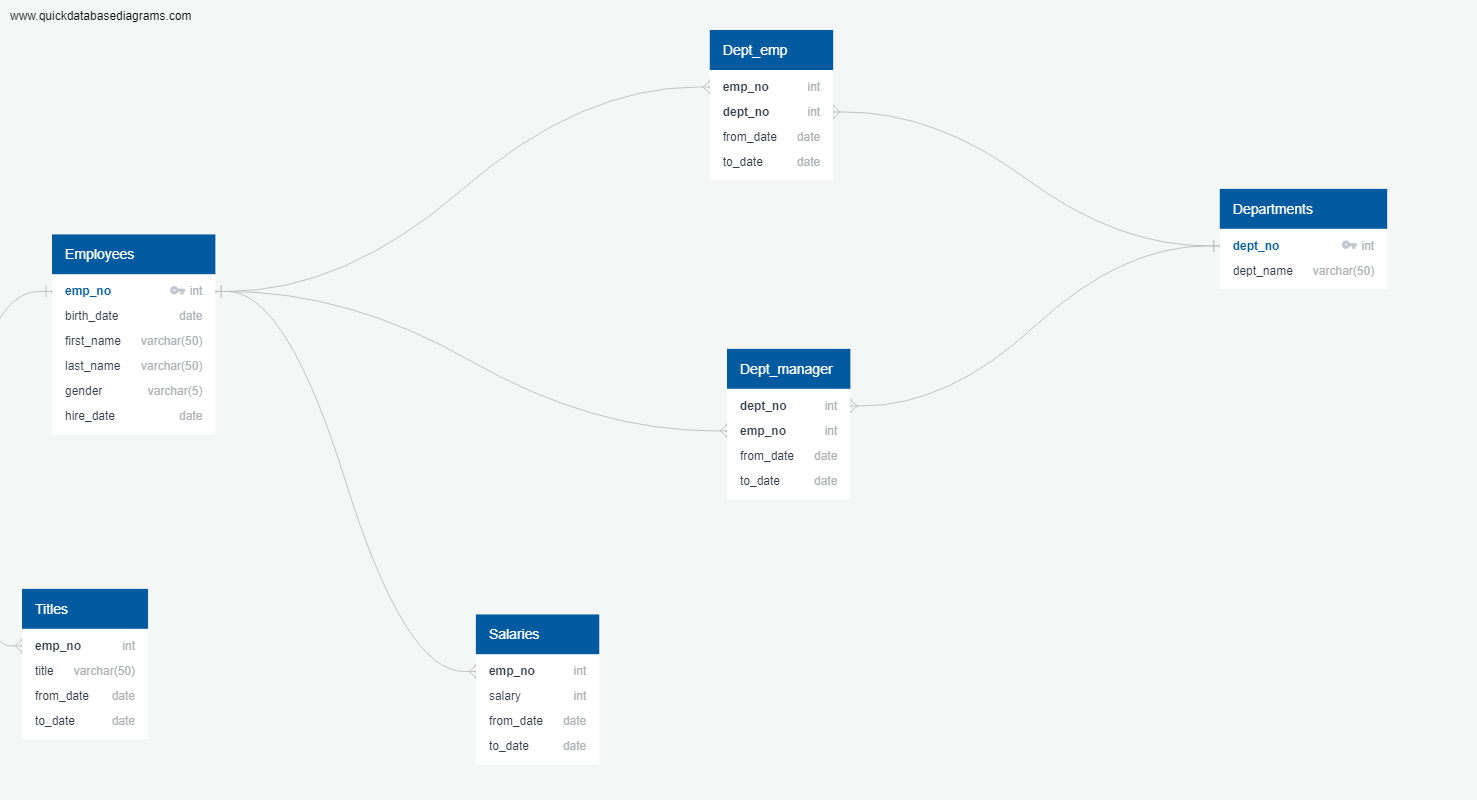 www.quickdatabasediagrams.com
Dept_emp
emp_no int
dept_no int
from_date date
to_date date
Departments
dept_no int
dept_name varchar(50)
Employees
emp_no int
birth_date date
first_name varchar(50)
last_name varchar(50)
gender varchar(5)
hire_date date
Dept_manager
dept_no int
emp_no int
from_date date
to_date date
Titles
emp_no int
title varchar(50)
from_date date
to_date date
Salaries
emp_no int
salary int
from_date date
to_date date